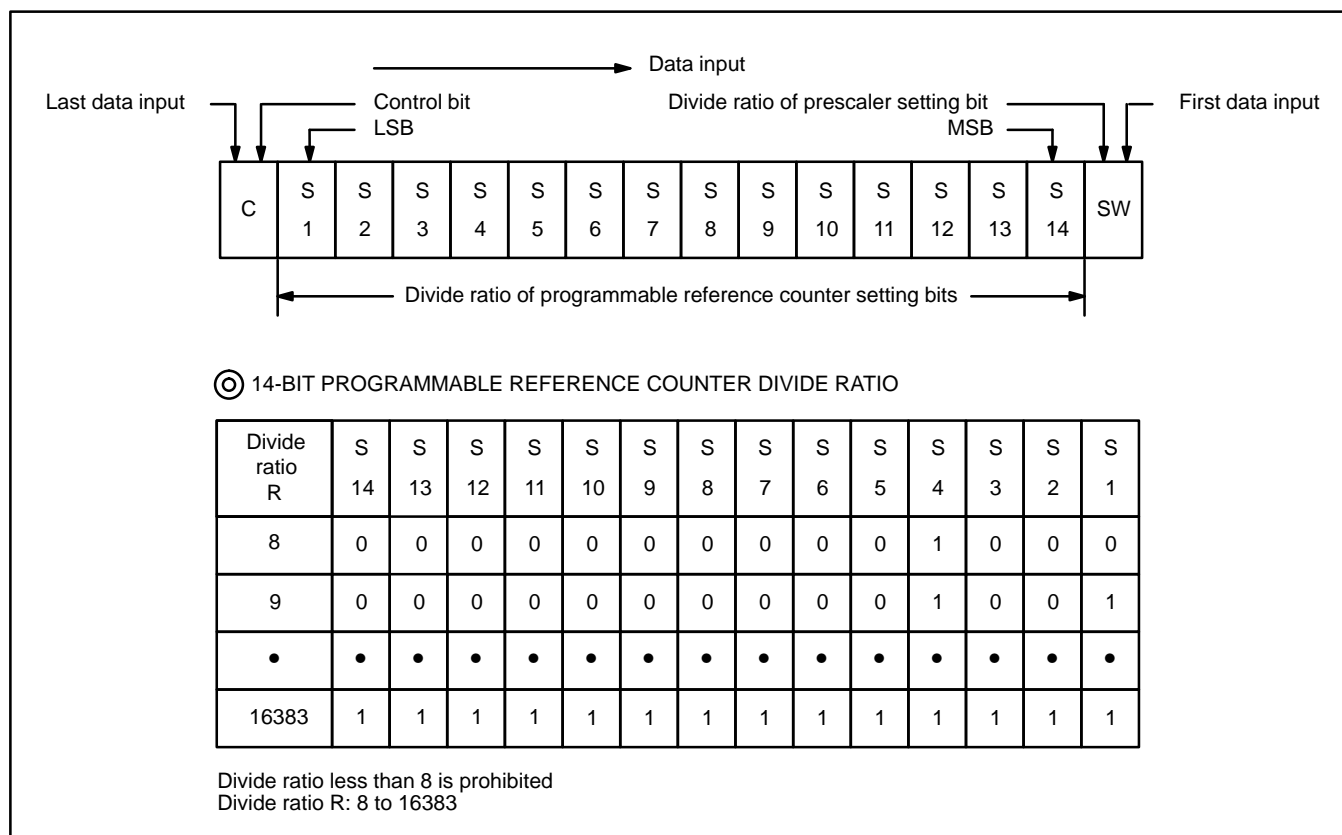 Data input
Last data input Control bit Divide ratio of prescaler setting bit First data input
LSB MSB
C S 1 S 2 S 3 S 4 S 5 S 6 S 7 S 8 S 9 S 10 S 11 S 12 S 13 S 14 SW
Divide ratio of programmable reference counter setting bits
14-BIT PROGRAMMABLE REFERENCE COUNTER DIVIDE RATIO
Divide ratio R S 14 S 13 S 12 S 11 S 10 S 9 S 8 S 7 S 6 S 5 S 4 S 3 S 2 S 1
8 0 0 0 0 0 0 0 0 0 0 1 0 0 0
9 0 0 0 0 0 0 0 0 0 0 1 0 0 1
• • • • • • • • • • • • • • •
16383 1 1 1 1 1 1 1 1 1 1 1 1 1 1
Divide ratio less than 8 is prohibited
Divide ratio R: 8 to 16383